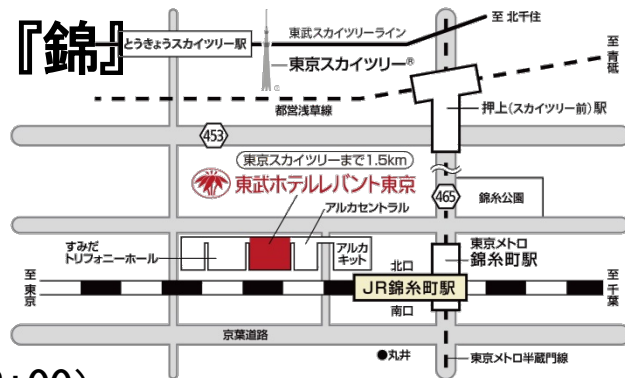 『錦』
とうきょうスカイツリー駅
東武スカイツリーライン
至 北千住
東京スカイツリー®
至青砥
都営浅草線
押上(スカイツリー前)駅
453
東京スカイツリーまで1.5km
東武ホテルレバント東京
465
錦糸公園
アルカセントラル
すみだ
トリフォニーホール
アルカ
キット
東京メトロ
錦糸町駅
北口
至東京
JR錦糸町駅
至千葉
南口
京葉道路
●丸井
東京メトロ半蔵門線
:00)